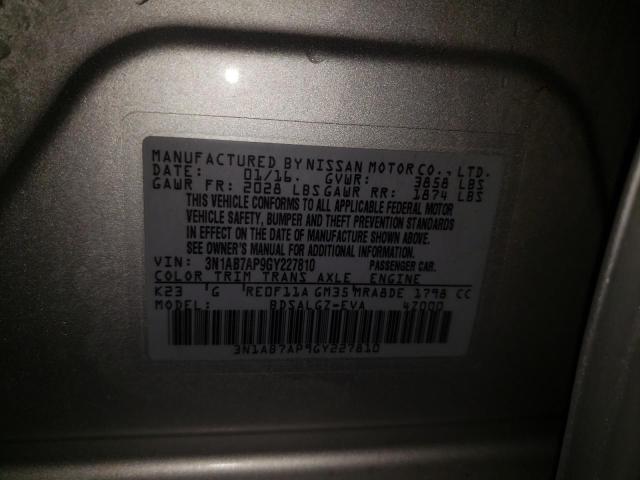 MANUFACTURED BY NISSAN MOTOR CO., LTD.
DATE: 01/16. GVWR: 3858 LBS
GAWR FR: 2028 LBS GAWR RR: 1874 LBS
THIS VEHICLE CONFORMS TO ALL APPLICABLE FEDERAL MOTOR
VEHICLE SAFETY, BUMPER AND THEFT PREVENTION STANDARDS
IN EFFECT ON THE DATE OF MANUFACTURE SHOWN ABOVE.
SEE OWNER'S MANUAL FOR ADDITIONAL INFORMATION.
VIN: 3N1AB7AP9GY227810 PASSENGER CAR.
COLOR TRIM TRANS AXLE ENGINE
K23 G RE0F11A GM35 MRA8DE 1798 CC
MODEL: BDSALGZ-EVA 47000
3N1AB7AP9GY227810